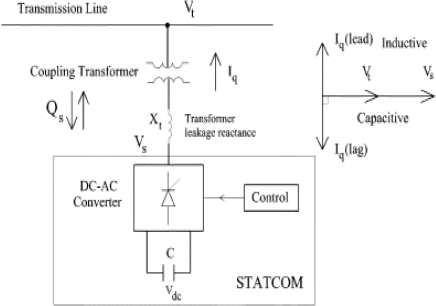 Transmission Line
V_t
Coupling Transformer
I_q
Q_s
X_t
Transformer
leakage reactance
V_s
DC-AC
Converter
Control
C
V_dc
STATCOM
I_q(lead)
Inductive
V_t
V_s
Capacitive
I_q(lag)